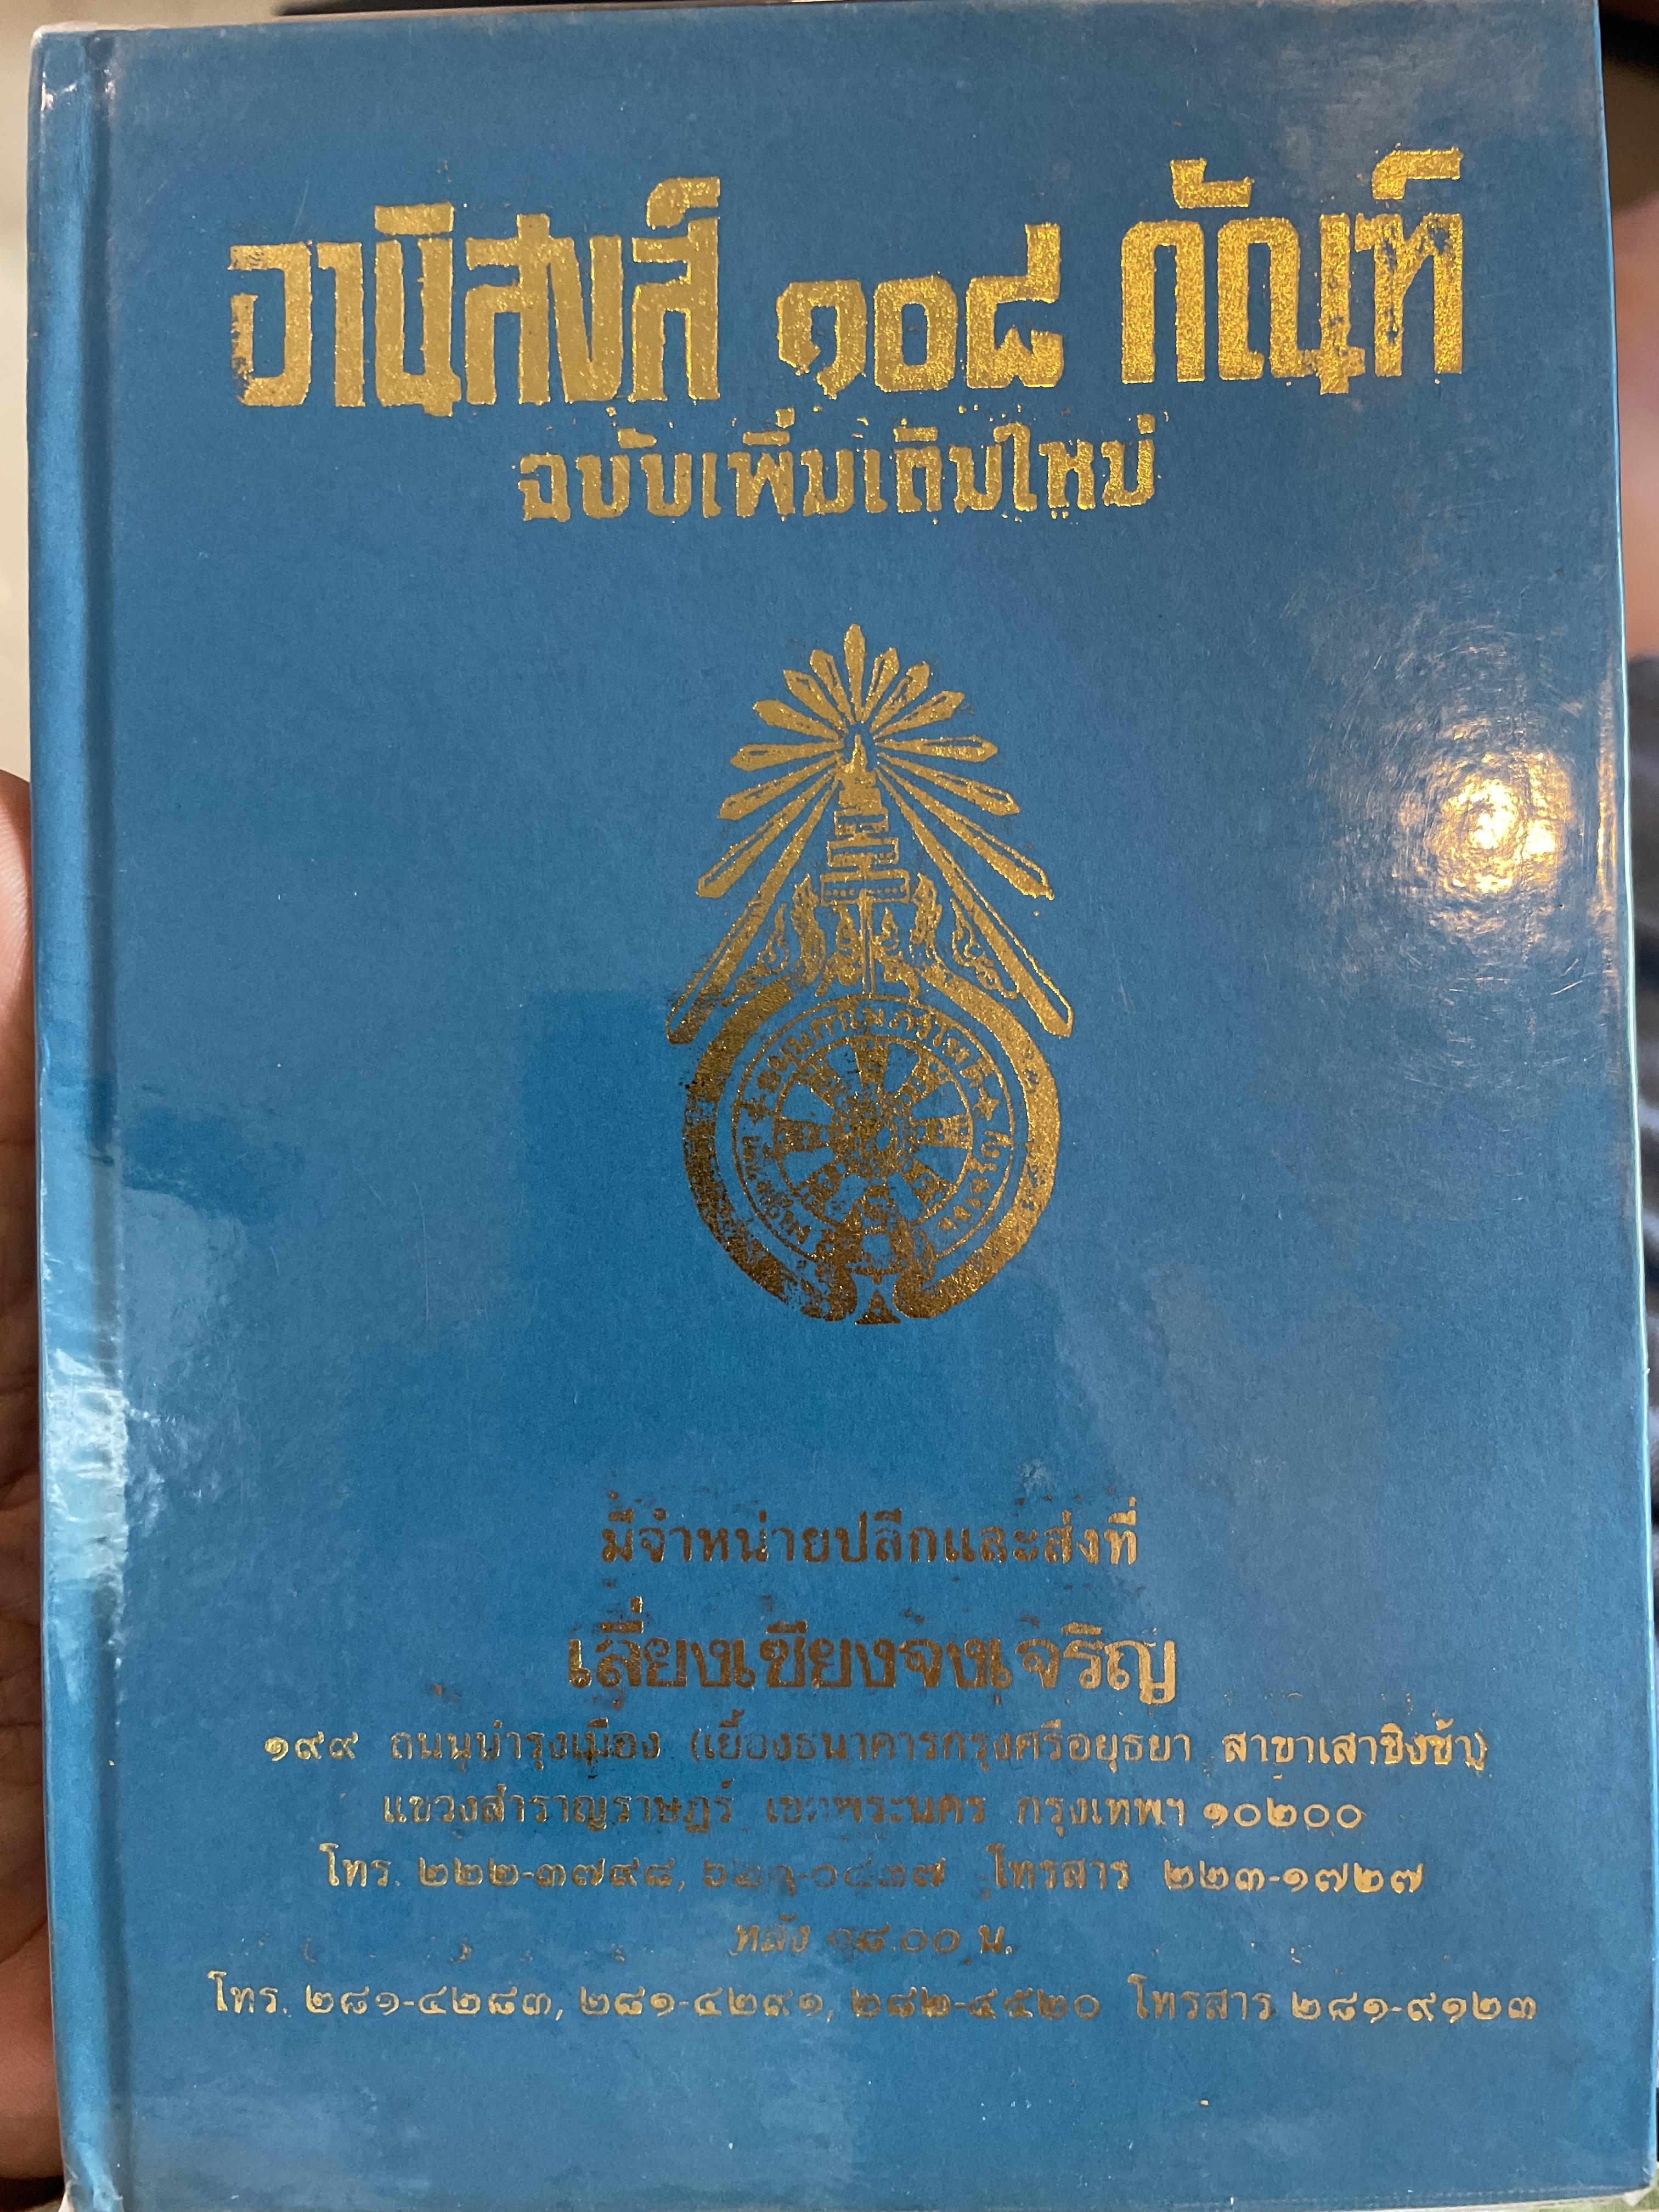 อานิสงส์ ๑๐๘ กัณฑ์
ฉบับเพิ่มเติมใหม่
มีจำหน่ายปลีกและส่งที่
เลี่ยงเซียงจงเจริญ
๑๙๙ ถนนบำรุงเมือง (เยื้องธนาคารกรุงศรีอยุธยา สาขาเสาชิงช้า)
แขวงสำราญราษฎร์ เขตพระนคร กรุงเทพฯ ๑๐๒๐๐
โทร. ๒๒๒-๓๗๙๘, โทรสาร ๒๒๓-๑๗๒๗
หลัง ๑๘.๐๐ น.
โทร. ๒๘๑-๔๒๘๓, ๒๘๑-๔๒๙๑, ๒๘๒-๔๕๒๐ โทรสาร ๒๘๑-๙๑๒๓